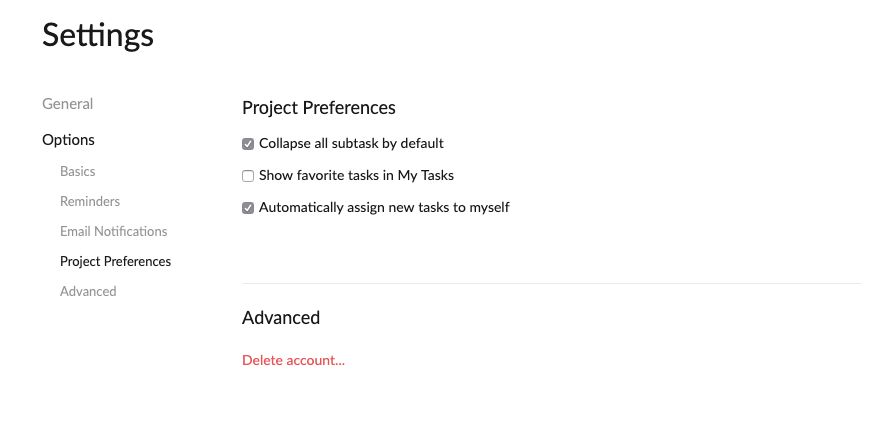 Settings
General
Options
Basics
Reminders
Email Notifications
Project Preferences
Advanced
Project Preferences
Collapse all subtask by default
Show favorite tasks in My Tasks
Automatically assign new tasks to myself
Advanced
Delete account...